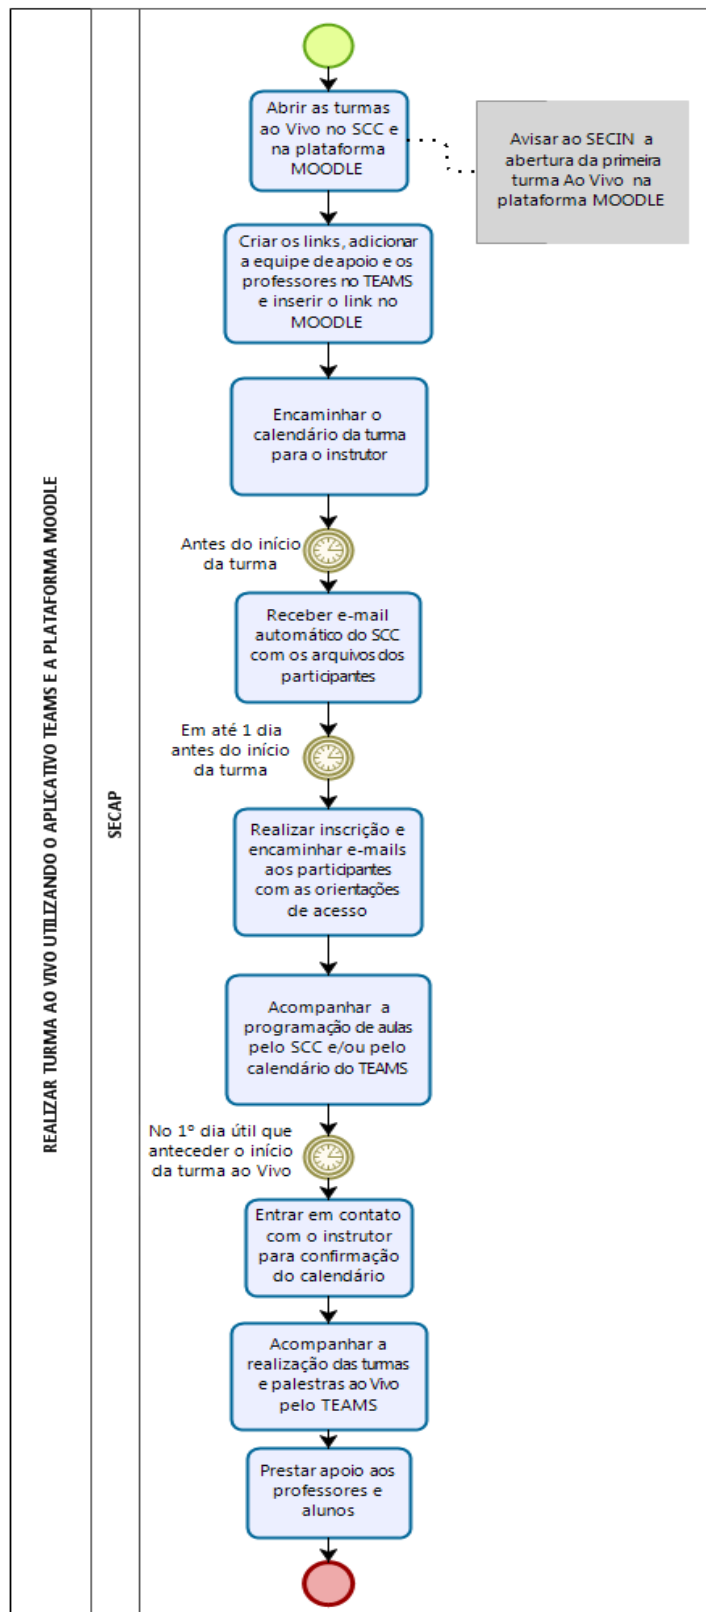 REALIZAR TURMA AO VIVO UTILIZANDO O APLICATIVO TEAMS E A PLATAFORMA MOODLE
SECAP
Abrir as turmas
ao Vivo no SCC e
na plataforma
MOODLE
Avisar ao SECIN a
abertura da primeira
turma Ao Vivo na
plataforma MOODLE
Criar os links, adicionar
a equipe de apoio e os
professores no TEAMS
e inserir o link no
MOODLE
Encaminhar o
calendário da turma
para o instrutor
Antes do início
da turma
Receber e-mail
automático do SCC
com os arquivos dos
participantes
Em até 1 dia
antes do início
da turma
Realizar inscrição e
encaminhar e-mails
aos participantes
com as orientações
de acesso
Acompanhar a
programação de aulas
pelo SCC e/ou pelo
calendário do TEAMS
No 1º dia útil que
anteceder o início
da turma ao Vivo
Entrar em contato
com o instrutor
para confirmação
do calendário
Acompanhar a
realização das turmas
e palestras ao Vivo
pelo TEAMS
Prestar apoio aos
professores e
alunos